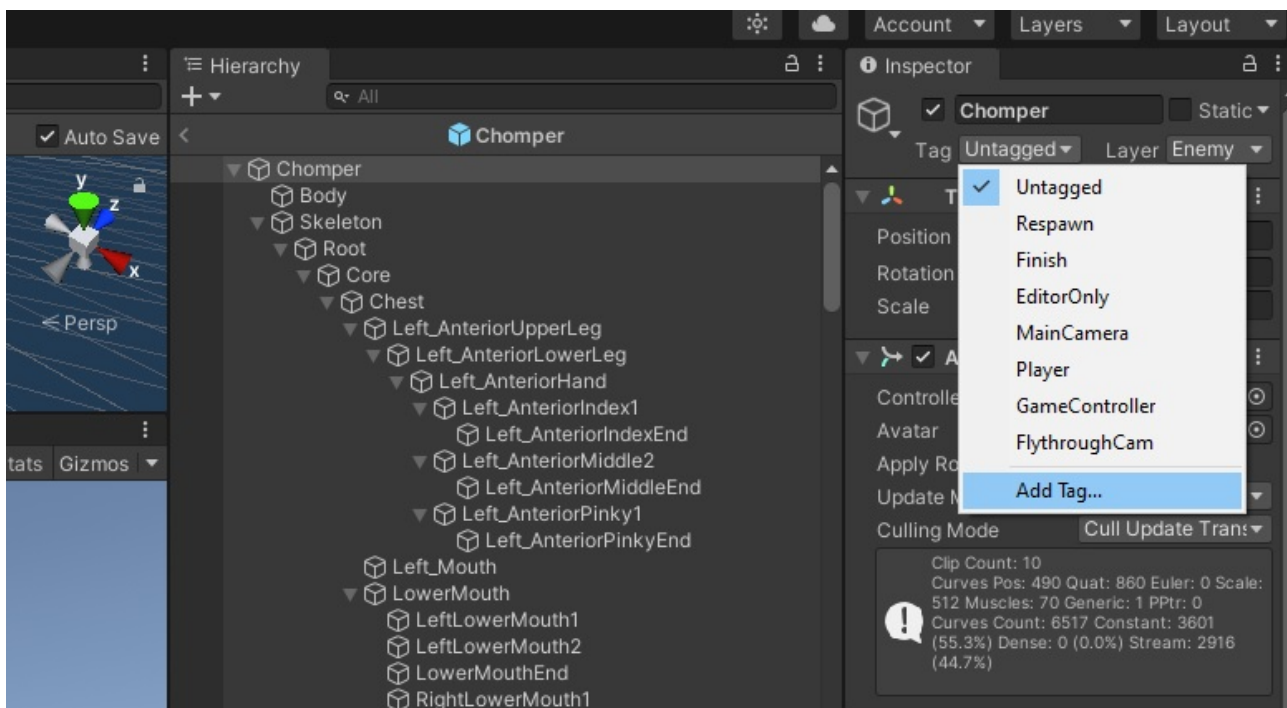 Account Layers Layout
Hierarchy
All
Auto Save
Chomper
Chomper
Body
Skeleton
Root
Core
Chest
Left_AnteriorUpperLeg
Left_AnteriorLowerLeg
Left_AnteriorHand
Left_AnteriorIndex1
Left_AnteriorIndexEnd
Left_AnteriorMiddle2
Left_AnteriorMiddleEnd
Left_AnteriorPinky1
Left_AnteriorPinkyEnd
Left_Mouth
LowerMouth
LeftLowerMouth1
LeftLowerMouth2
LowerMouthEnd
RightLowerMouth1
y
z
x
Persp
tats Gizmos
Inspector
Chomper Static
Tag Untagged Layer Enemy
Untagged
Respawn
Finish
EditorOnly
MainCamera
Player
GameController
FlythroughCam
Add Tag...
T
Position
Rotation
Scale
A
Controlle
Avatar
Apply Ro
Update M
Culling Mode Cull Update Trans
Clip Count: 10
Curves Pos: 490 Quat: 860 Euler: 0 Scale:
512 Muscles: 70 Generic: 1 PPtr: 0
Curves Count: 6517 Constant: 3601
(55.3%) Dense: 0 (0.0%) Stream: 2916
(44.7%)